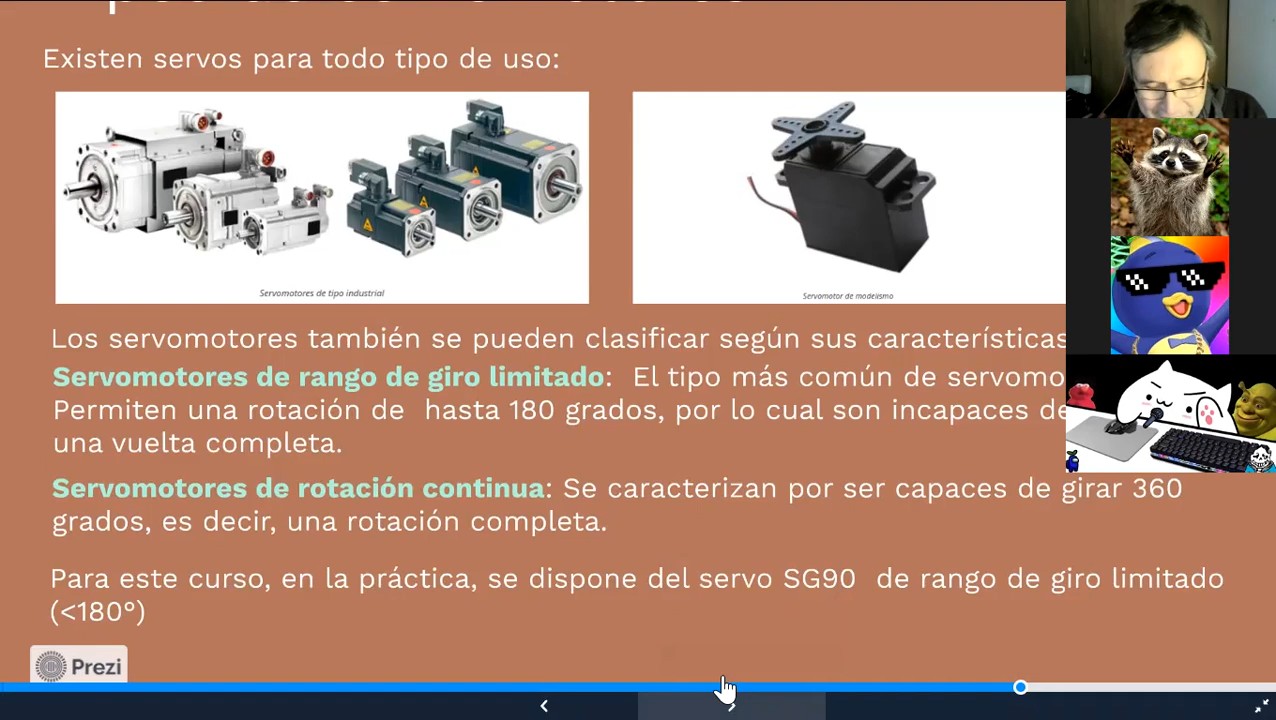 Existen servos para todo tipo de uso:
Servomotores de tipo industrial
Servomotor de modelismo
Los servomotores también se pueden clasificar según sus características
Servomotores de rango de giro limitado: El tipo más común de servomo
Permiten una rotación de hasta 180 grados, por lo cual son incapaces de
una vuelta completa.
Servomotores de rotación continua: Se caracterizan por ser capaces de girar 360
grados, es decir, una rotación completa.
Para este curso, en la práctica, se dispone del servo SG90 de rango de giro limitado
(<180°)
Prezi